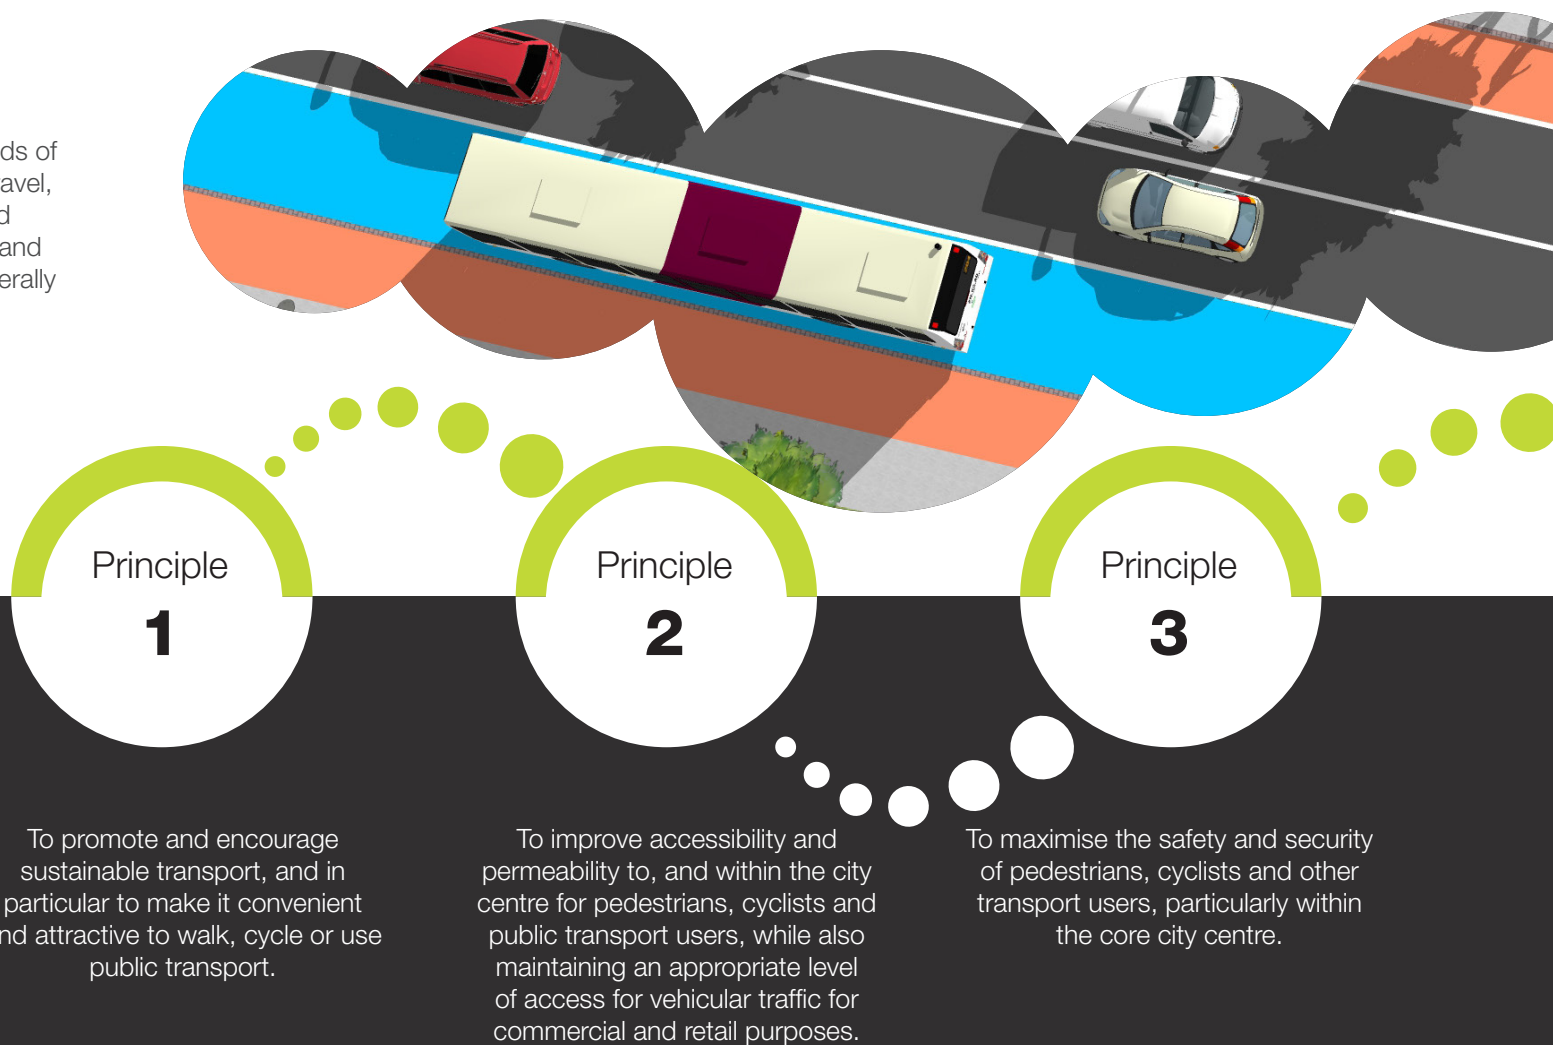 ds of
avel,
d
and
erally
Principle
1
To promote and encourage
sustainable transport, and in
particular to make it convenient
nd attractive to walk, cycle or use
public transport.
Principle
2
To improve accessibility and
permeability to, and within the city
centre for pedestrians, cyclists and
public transport users, while also
maintaining an appropriate level
of access for vehicular traffic for
commercial and retail purposes.
Principle
3
To maximise the safety and security
of pedestrians, cyclists and other
transport users, particularly within
the core city centre.